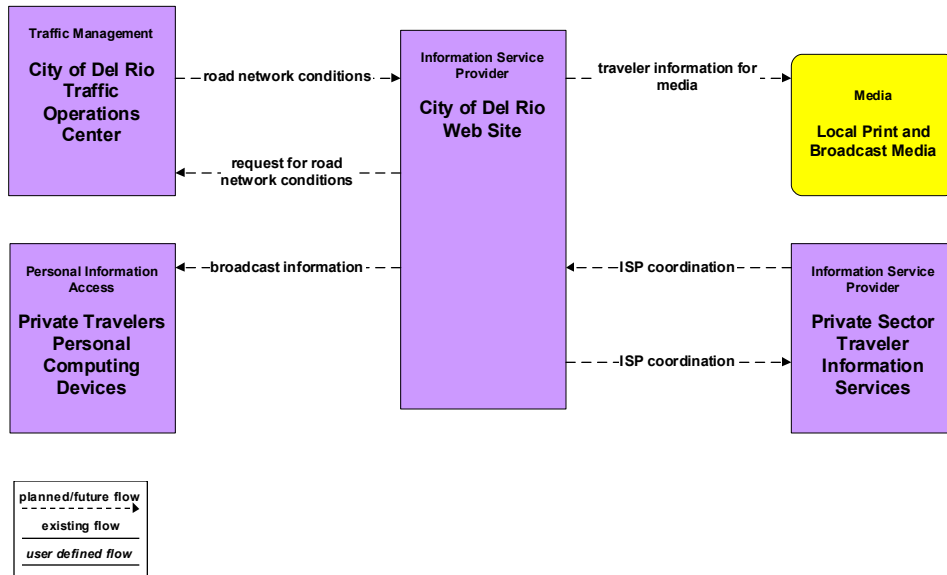 Traffic Management
City of Del Rio
Traffic
Operations
Center
road network conditions
request for road
network conditions
Information Service
Provider
City of Del Rio
Web Site
traveler information for
media
Media
Local Print and
Broadcast Media
Personal Information
Access
Private Travelers
Personal
Computing
Devices
broadcast information
ISP coordination
ISP coordination
Information Service
Provider
Private Sector
Traveler
Information
Services
planned/future flow
existing flow
user defined flow